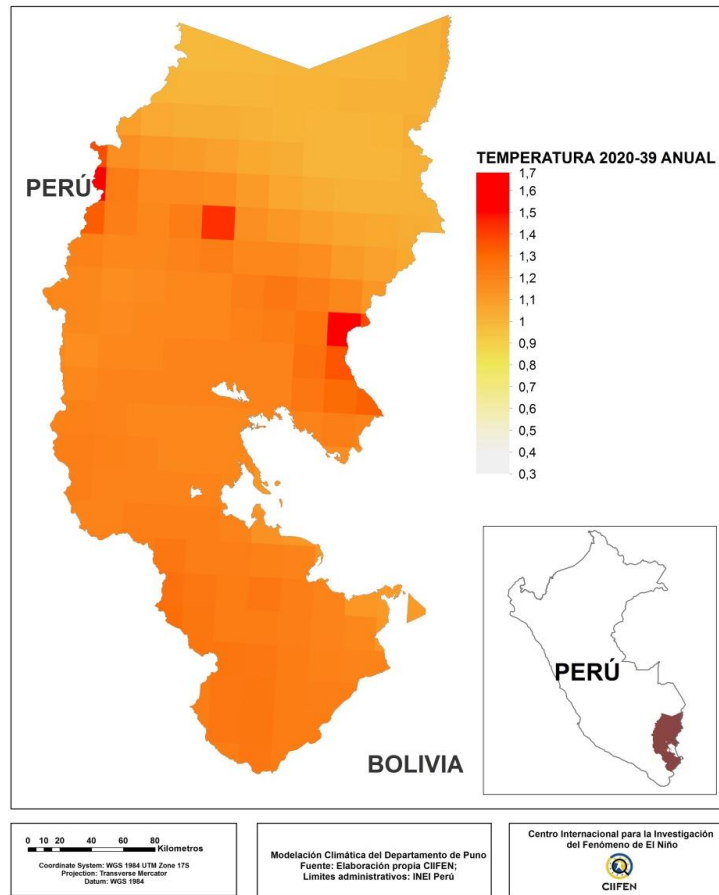 PERÚ
TEMPERATURA 2020-39 ANUAL
1,7
1,6
1,5
1,4
1,3
1,2
1,1
1
0,9
0,8
0,7
0,6
0,5
0,4
0,3
PERÚ
BOLIVIA
0 10 20 40 60 80
Kilometros
Coordinate System: WGS 1984 UTM Zone 17S
Projection: Transverse Mercator
Datum: WGS 1984
Modelación Climática del Departamento de Puno
Fuente: Elaboración propia CIIFEN;
Límites administrativos: INEI Perú
Centro Internacional para la Investigación
del Fenómeno de El Niño
CIIFEN